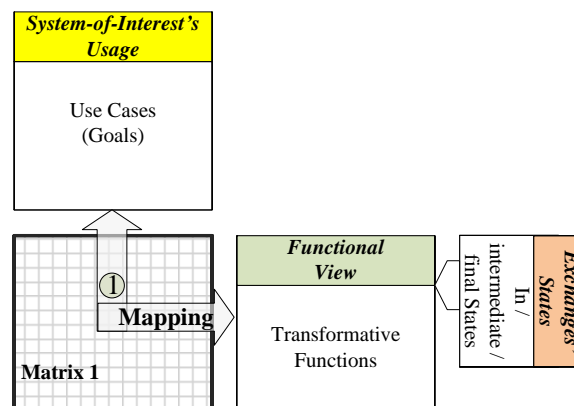 System-of-Interest's
Usage
Use Cases
(Goals)
1
Mapping
Matrix 1
Functional
View
Transformative
Functions
Exchanges
States
In /
intermediate /
final States